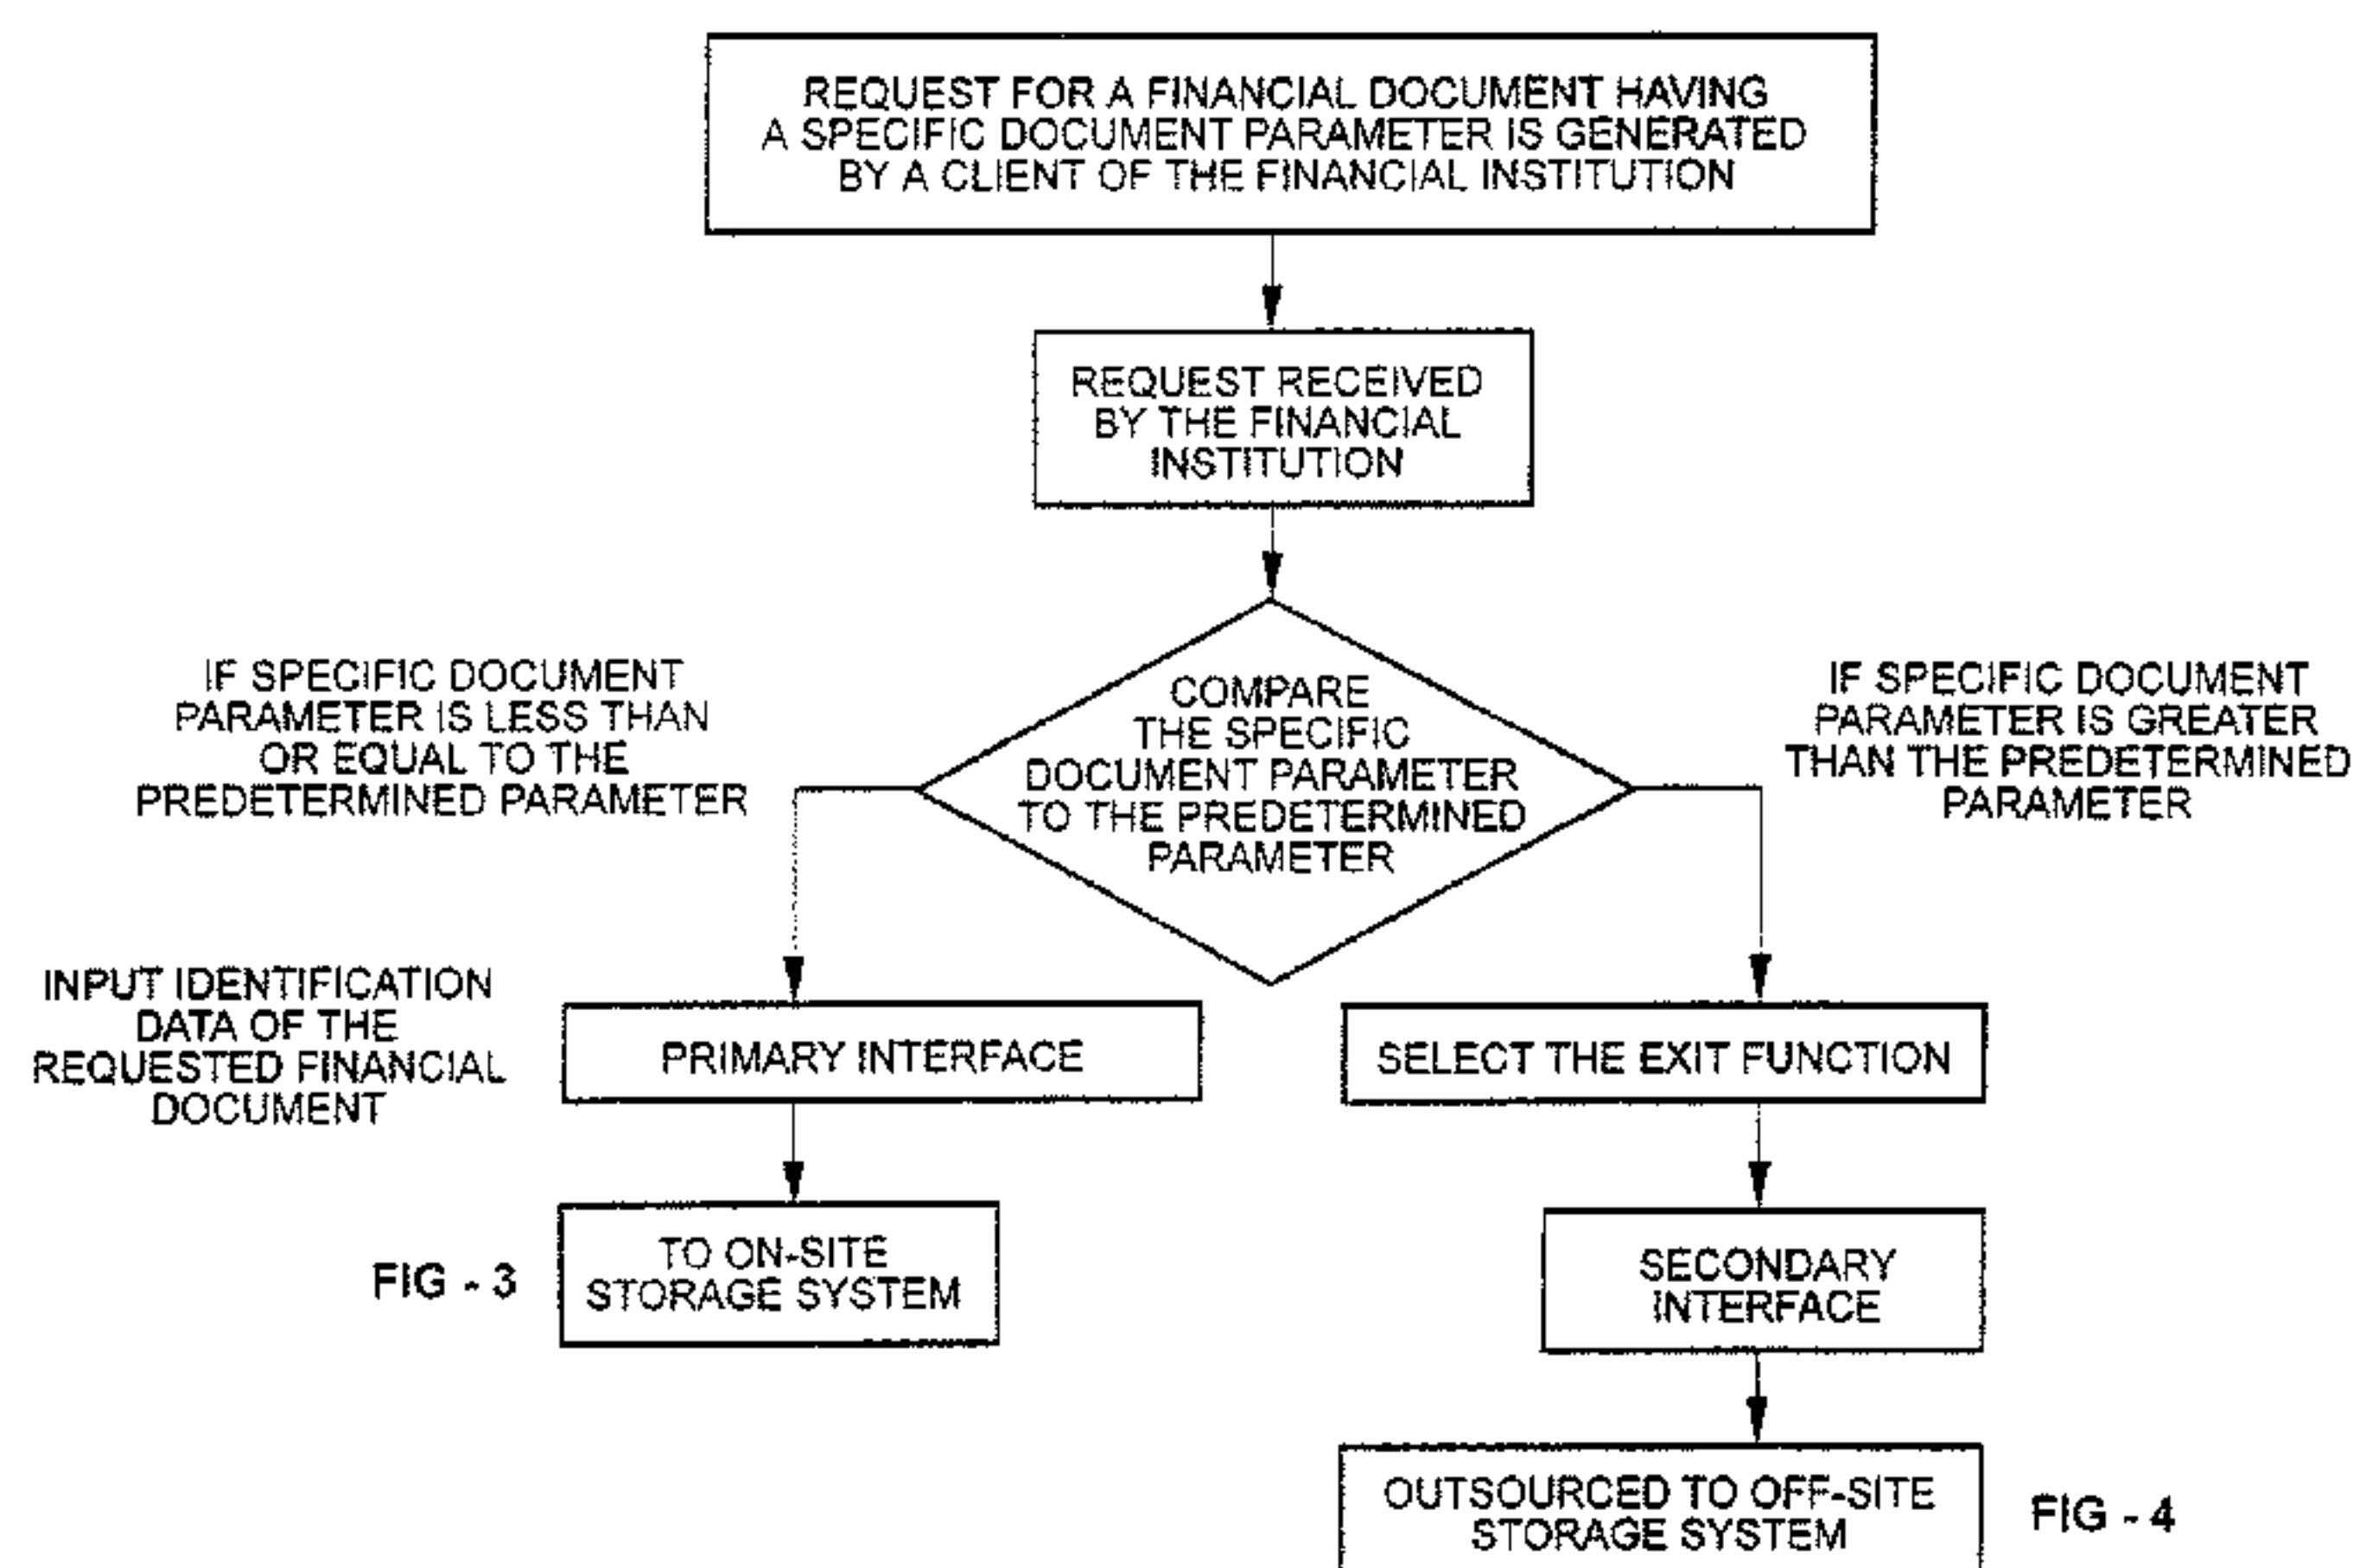 REQUEST FOR A FINANCIAL DOCUMENT HAVING
A SPECIFIC DOCUMENT PARAMETER IS GENERATED
BY A CLIENT OF THE FINANCIAL INSTITUTION
REQUEST RECEIVED
BY THE FINANCIAL
INSTITUTION
IF SPECIFIC DOCUMENT
PARAMETER IS LESS THAN
OR EQUAL TO THE
PREDETERMINED PARAMETER
COMPARE
THE SPECIFIC
DOCUMENT PARAMETER
TO THE PREDETERMINED
PARAMETER
IF SPECIFIC DOCUMENT
PARAMETER IS GREATER
THAN THE PREDETERMINED
PARAMETER
INPUT IDENTIFICATION
DATA OF THE
REQUESTED FINANCIAL
DOCUMENT
PRIMARY INTERFACE
SELECT THE EXIT FUNCTION
FIG - 3
TO ON-SITE
STORAGE SYSTEM
SECONDARY
INTERFACE
OUTSOURCED TO OFF-SITE
STORAGE SYSTEM
FIG - 4